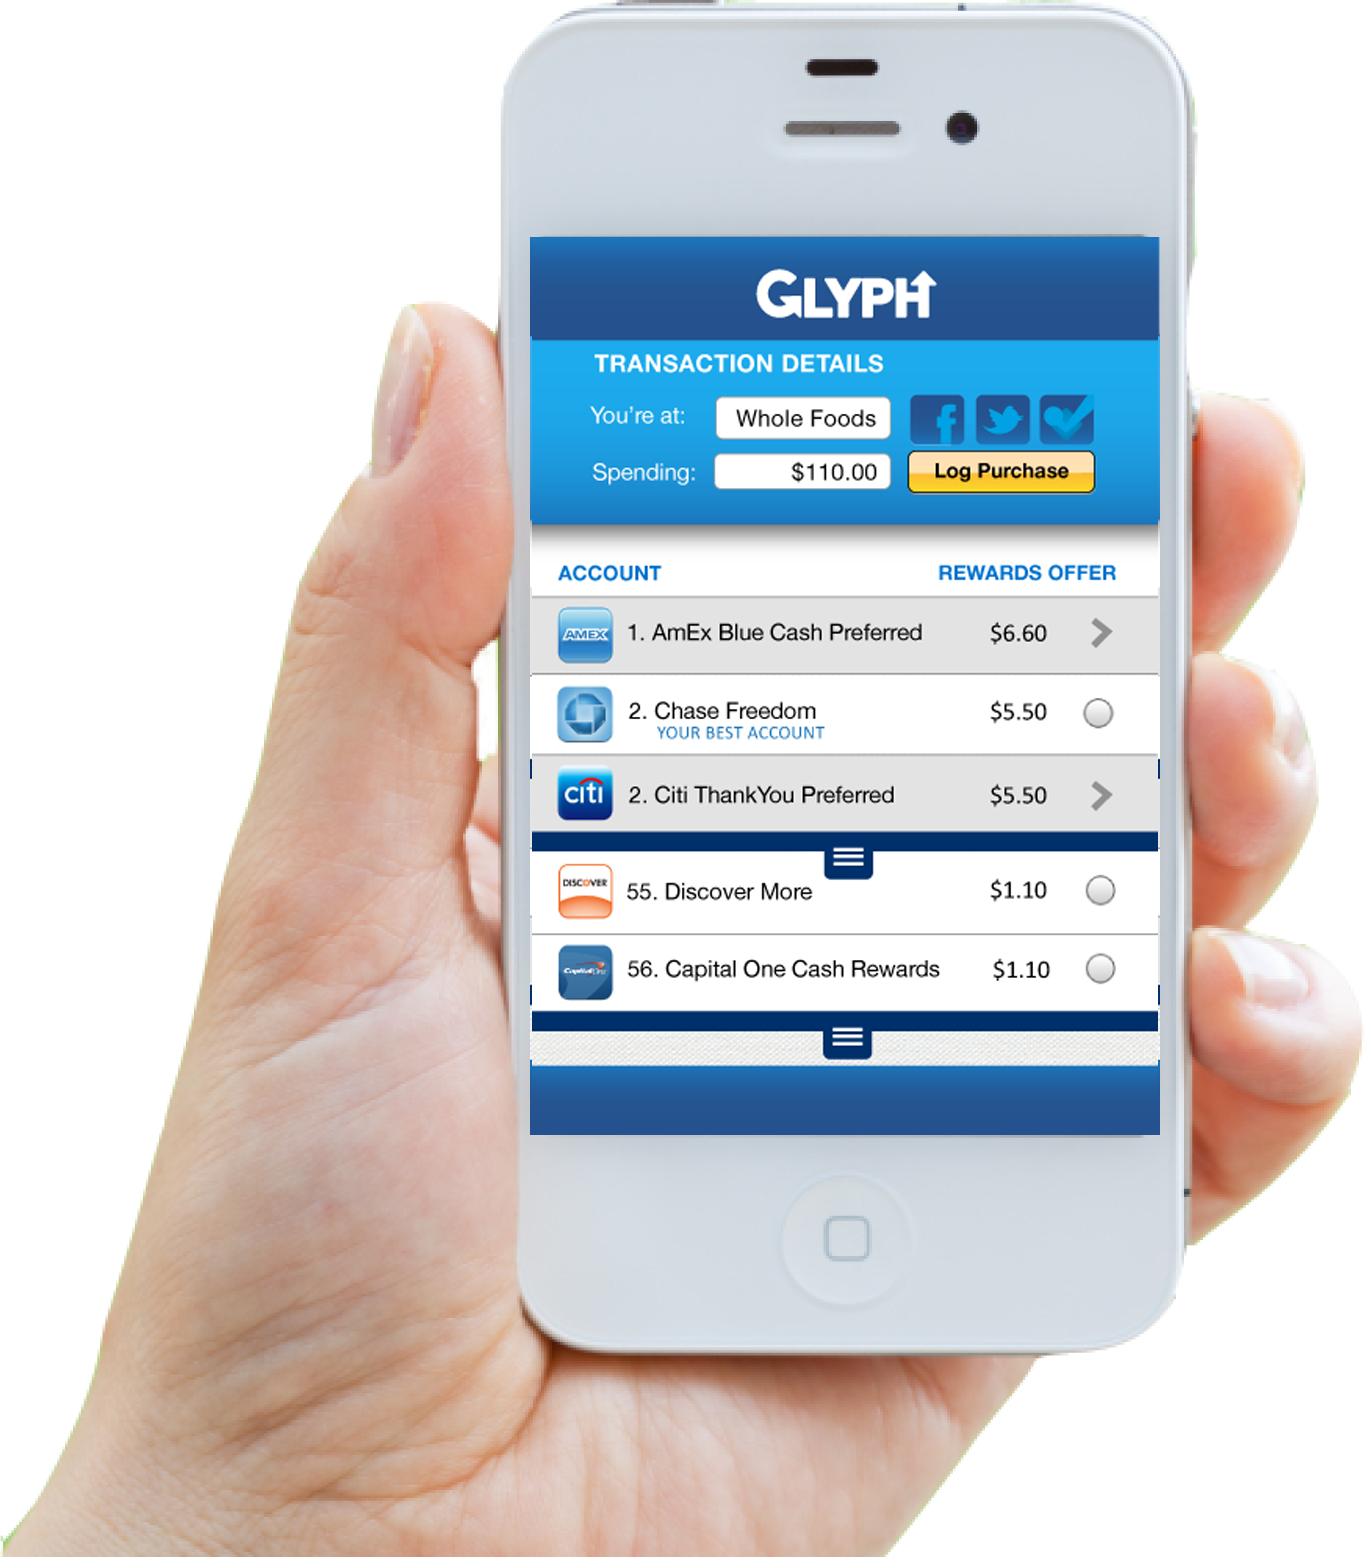 GLYPH
TRANSACTION DETAILS
You're at: Whole Foods
Spending: $110.00 Log Purchase
ACCOUNT REWARDS OFFER
AMEX 1. AmEx Blue Cash Preferred $6.60
2. Chase Freedom $5.50
YOUR BEST ACCOUNT
citi 2. Citi ThankYou Preferred $5.50
DISCOVER 55. Discover More $1.10
Capital One 56. Capital One Cash Rewards $1.10